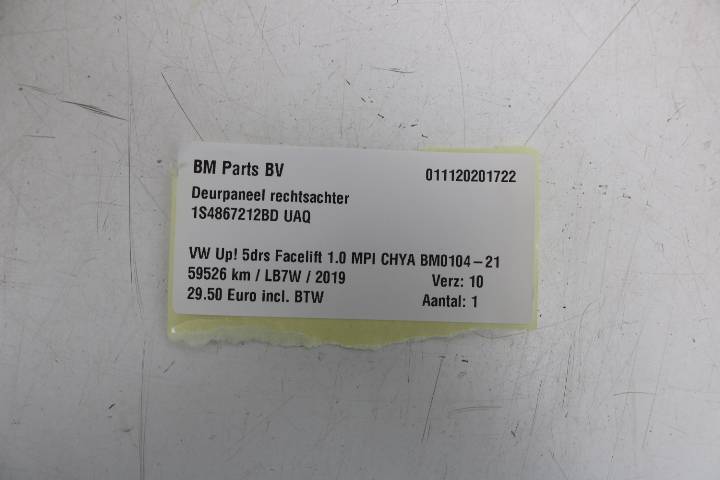 BM Parts BV 011120201722
Deurpaneel rechtsachter
1S4867212BD UAQ
VW Up! 5drs Facelift 1.0 MPI CHYA BM0104-21
59526 km / LB7W / 2019 Verz: 10
29.50 Euro incl. BTW Aantal: 1